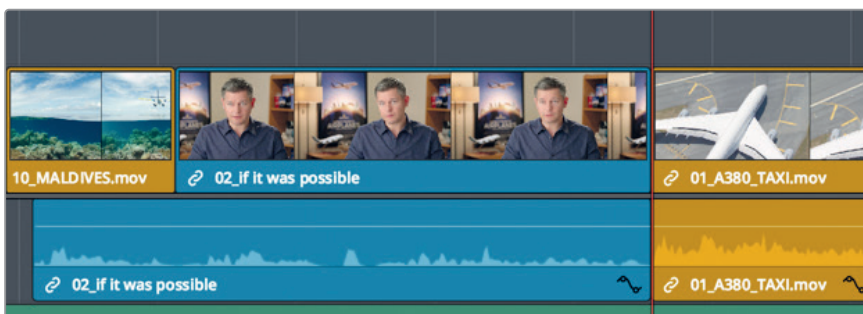 10_MALDIVES.mov
02_if it was possible
01_A380_TAXI.mov
02_if it was possible
01_A380_TAXI.mov